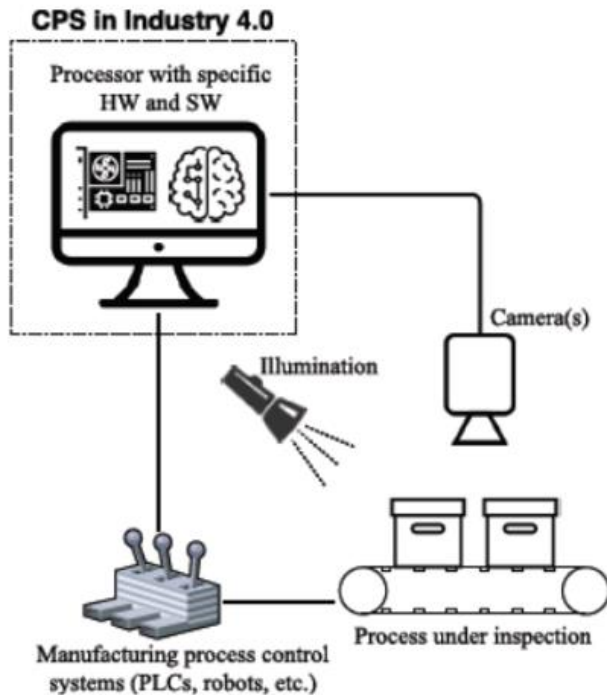 CPS in Industry 4.0
Processor with specific
HW and SW
Camera(s)
Illumination
Process under inspection
Manufacturing process control
systems (PLCs, robots, etc.)